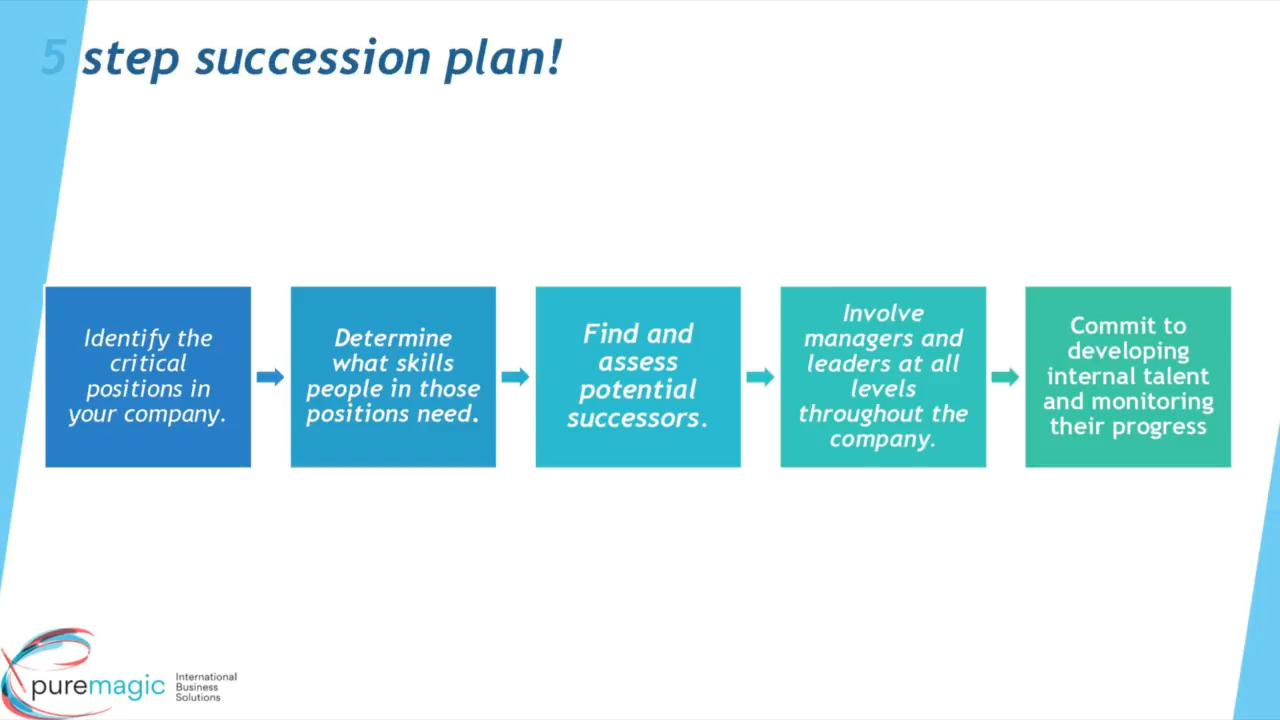 5 step succession plan!
Identify the
critical
positions in
your company.
Determine
what skills
people in those
positions need.
Find and
assess
potential
successors.
Involve
managers and
leaders at all
levels
throughout the
company.
Commit to
developing
internal talent
and monitoring
their progress
puremagic
International
Business
Solutions